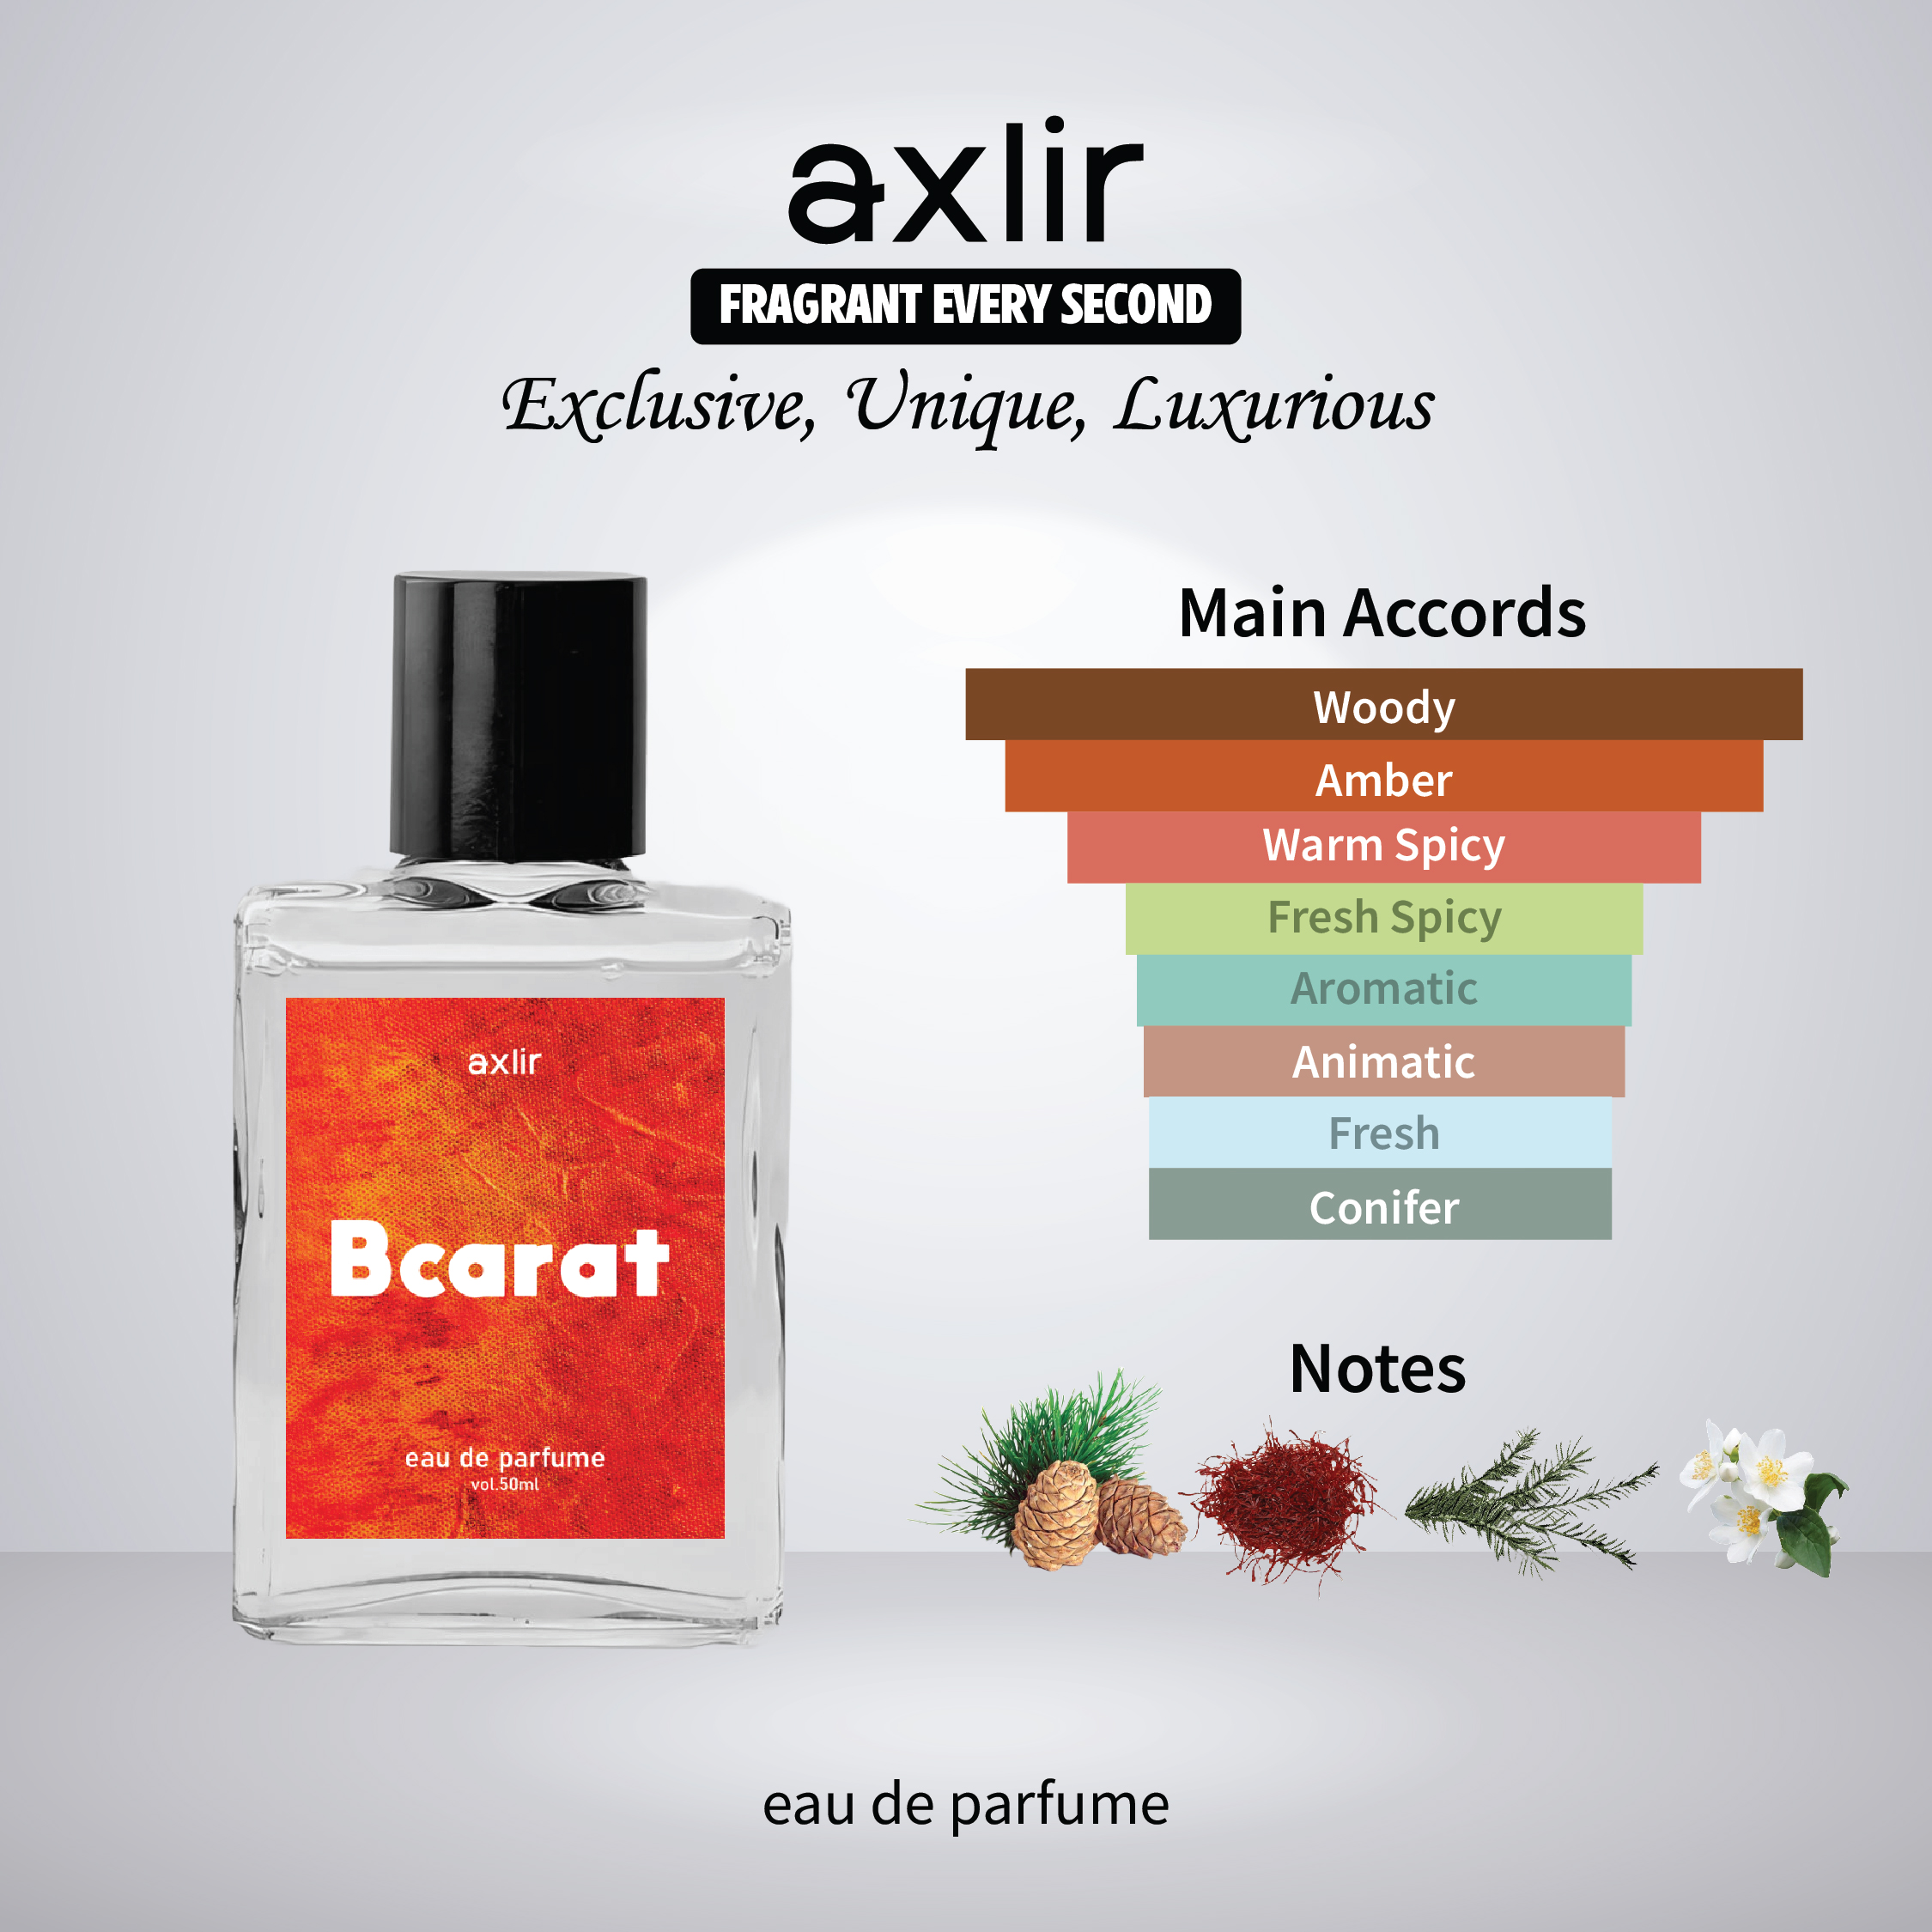 axlir
FRAGRANT EVERY SECOND
Exclusive, Unique, Luxurious
axlir
Bcarat
eau de parfume
vol.50ml
Main Accords
Woody
Amber
Warm Spicy
Fresh Spicy
Aromatic
Animatic
Fresh
Conifer
Notes
eau de parfume